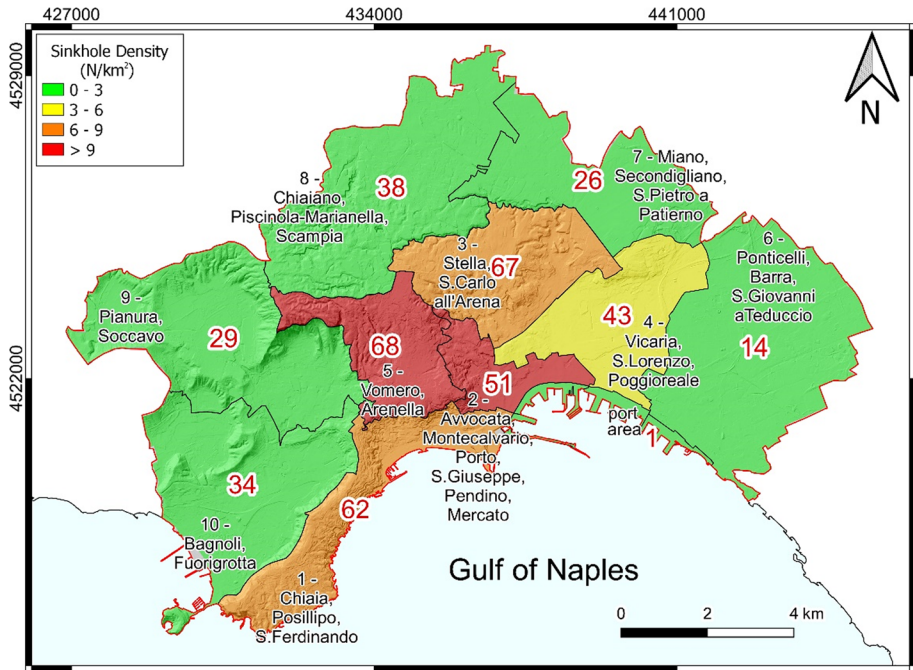 427000
434000
441000
4529000
4522000
Sinkhole Density
(N/km²)
0 - 3
3 - 6
6 - 9
> 9
N
7 - Miano,
Secondigliano,
S.Pietro a
Patierno
26
8 -
Chiaiano,
Piscinola-Marianella,
Scampia
38
3 -
Stella,
S.Carlo
all'Arena
67
6 -
Ponticelli,
Barra,
S.Giovanni
aTeduccio
14
9 -
Pianura,
Soccavo
29
43
4 -
Vicaria,
S.Lorenzo,
Poggioreale
68
5 -
Vomero,
Arenella
51
2 -
Avvocata,
Montecalvario,
Porto,
S.Giuseppe,
Pendino,
Mercato
port
area
1
34
10 -
Bagnoli,
Fuorigrotta
62
1 -
Chiaia,
Posillipo,
S.Ferdinando
Gulf of Naples
0 2 4 km